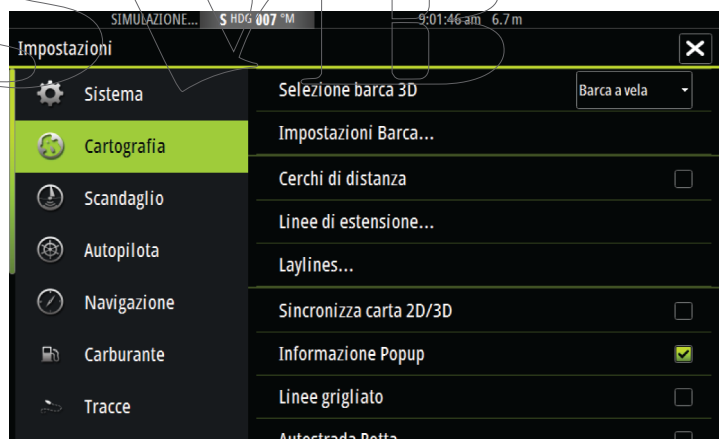 SIMULAZIONE... S HDG 007 °M 9:01:46 am 6.7 m
Impostazioni
Sistema
Cartografia
Scandaglio
Autopilota
Navigazione
Carburante
Tracce
Selezione barca 3D Barca a vela
Impostazioni Barca...
Cerchi di distanza
Linee di estensione...
Laylines...
Sincronizza carta 2D/3D
Informazione Popup
Linee grigliato
Autostrada Rotta